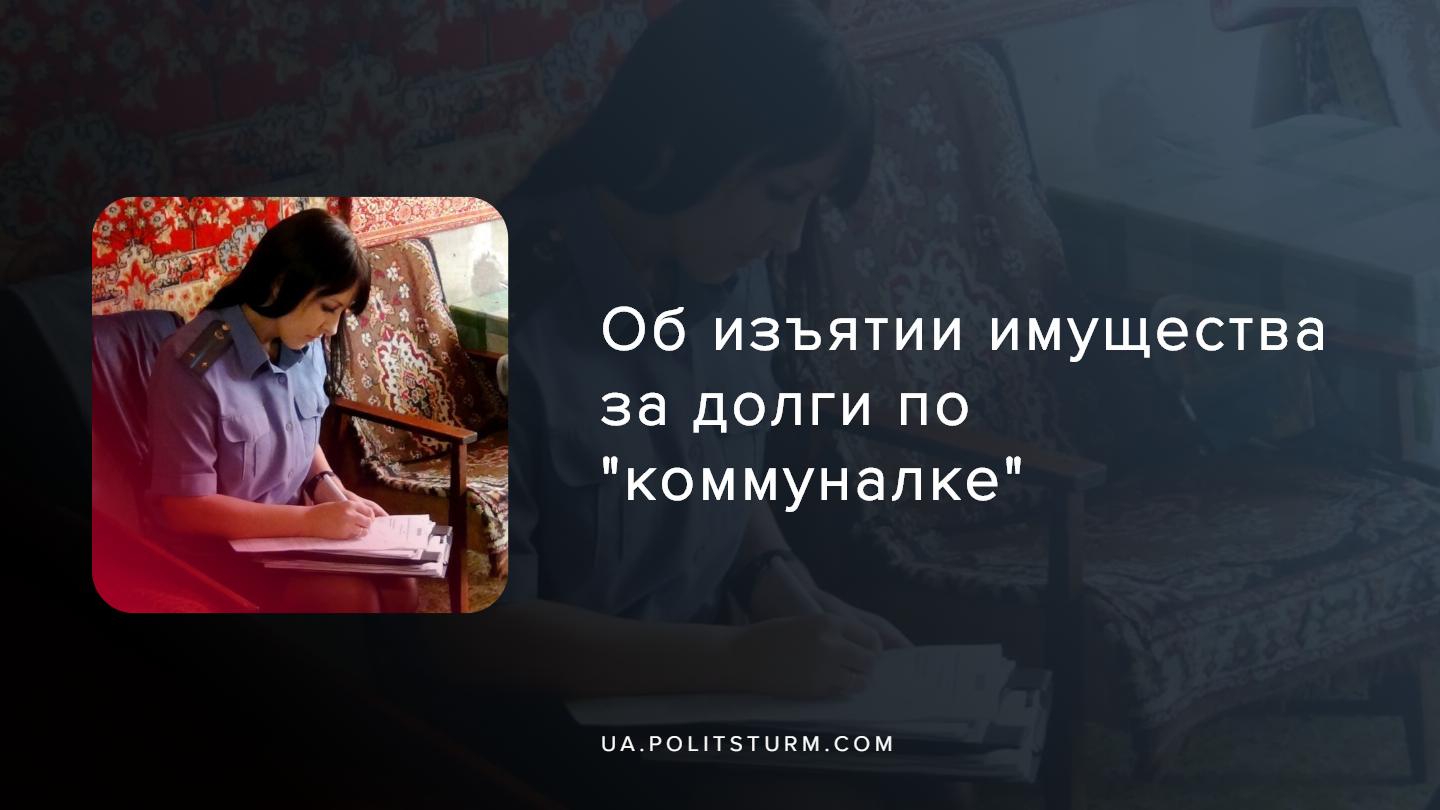 Об изъятии имущества
за долги по
"коммуналке"
UA.POLITSTURM.COM